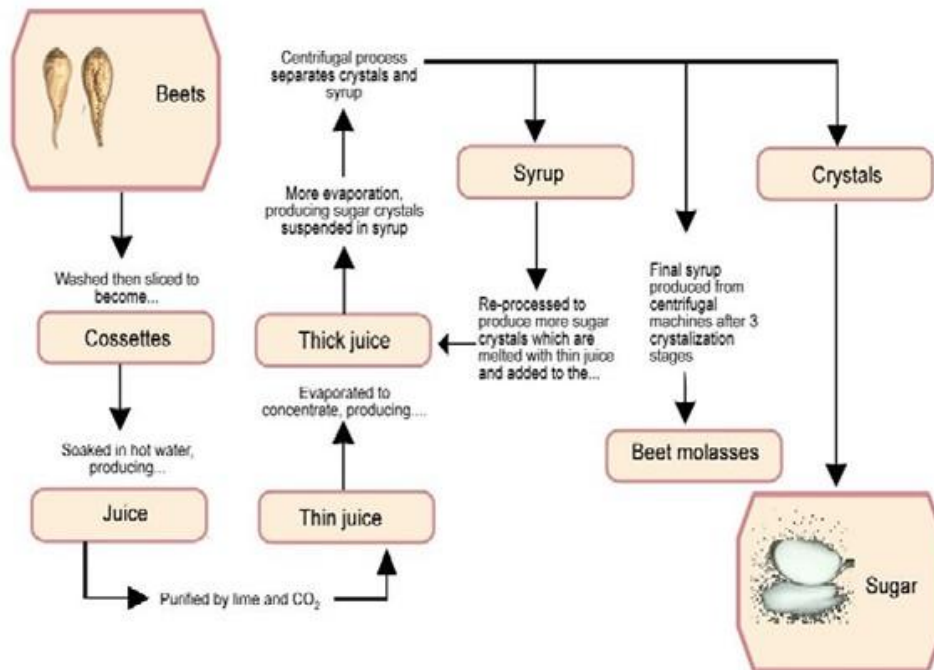 Beets
Washed then sliced to
become...
Cossettes
Soaked in hot water,
producing...
Juice
Purified by lime and CO₂
Thin juice
Evaporated to
concentrate, producing....
Thick juice
More evaporation,
producing sugar crystals
suspended in syrup
Centrifugal process
separates crystals and
syrup
Syrup
Re-processed to
produce more sugar
crystals which are
melted with thin juice
and added to the...
Final syrup
produced from
centrifugal
machines after 3
crystalization
stages
Beet molasses
Crystals
Sugar